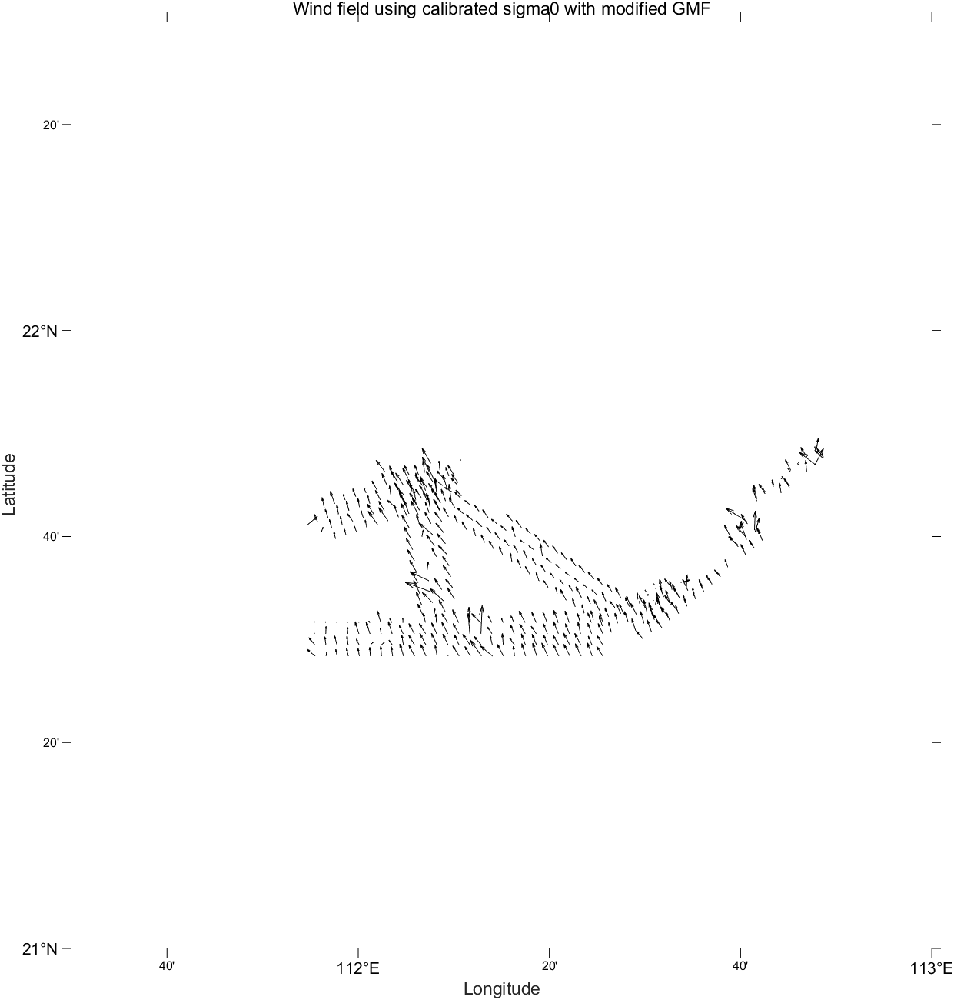 Wind field using calibrated sigma0 with modified GMF
20'
22°N
Latitude
40'
20'
21°N
40'
112°E
20'
40'
113°E
Longitude